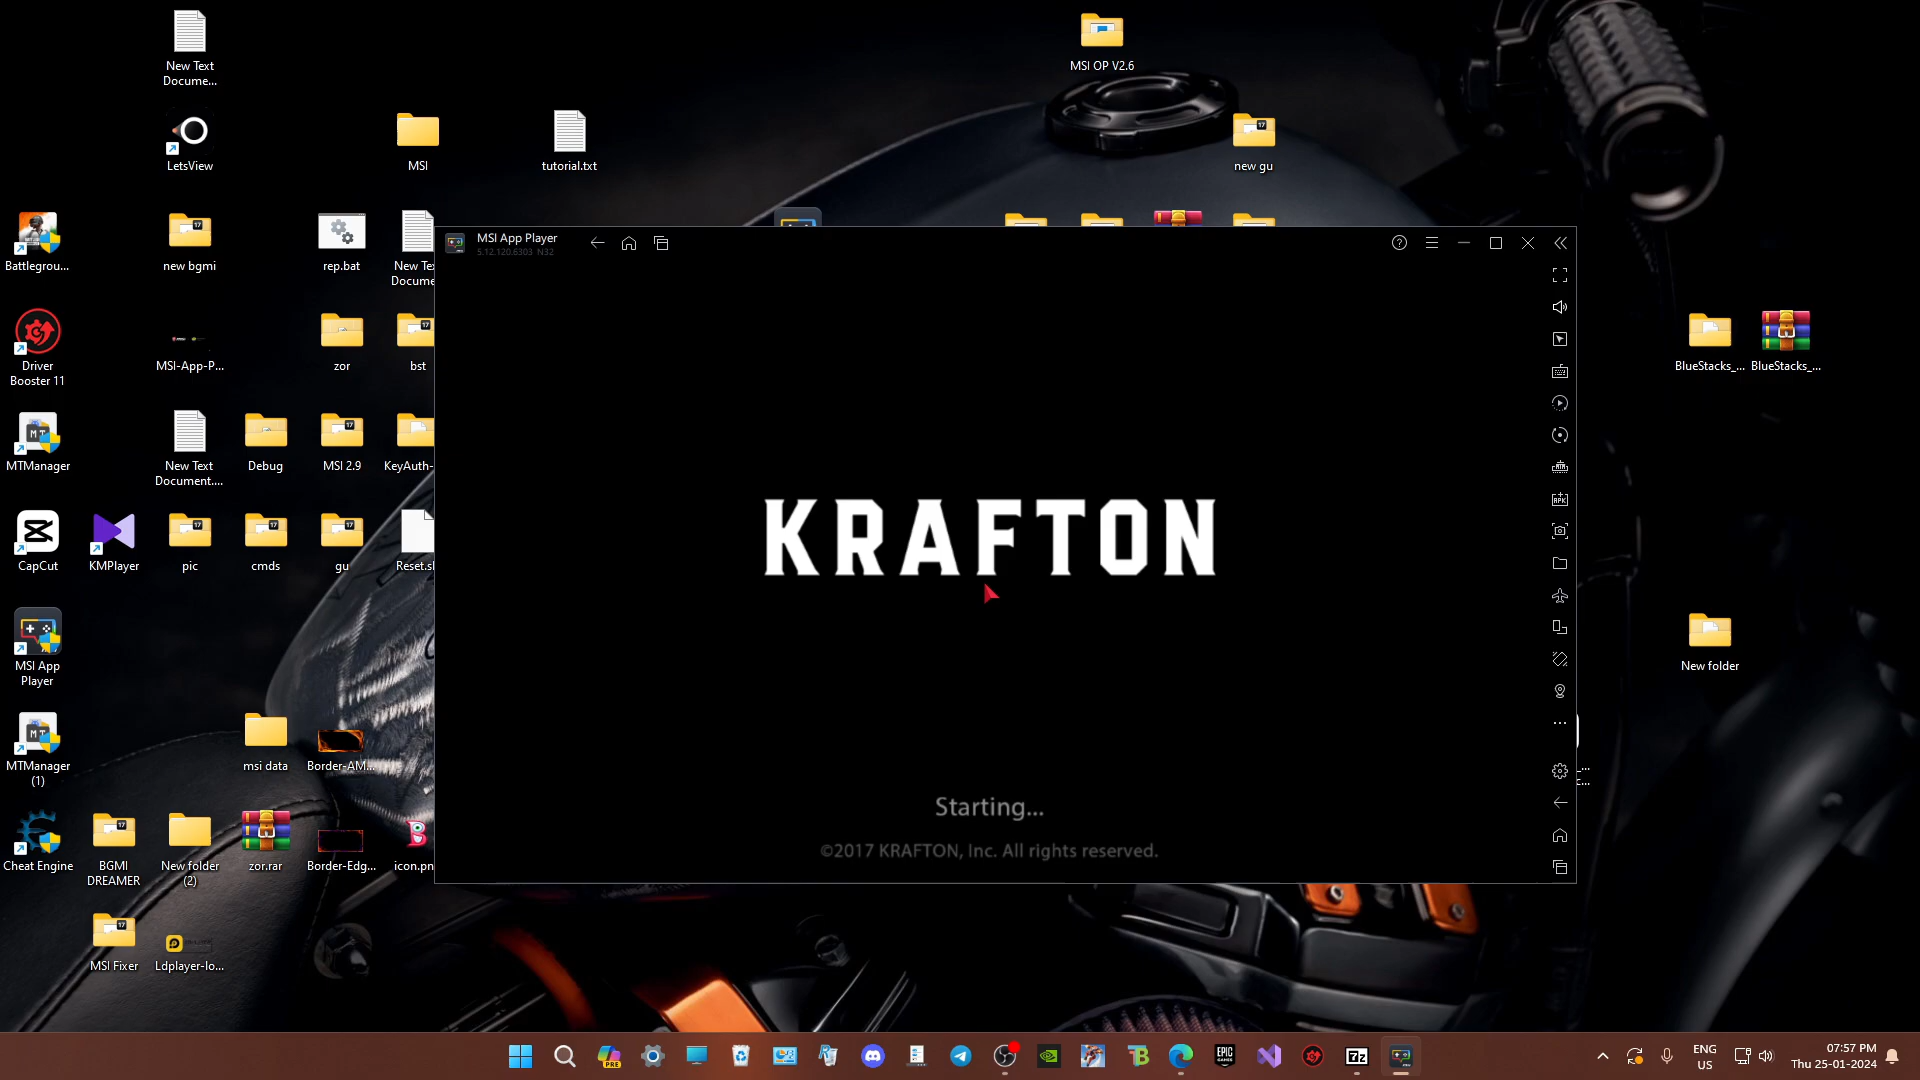 New Text
Docume...
MSI OP V2.6
LetsView
MSI
tutorial.txt
new gu
Battlegrou...
new bgmi
rep.bat
New Te
Docume
MSI App Player
5.12.120.6303 N32
Driver
Booster 11
MSI-App-P...
zor
bst
BlueStacks_...
BlueStacks_...
MTManager
New Text
Document....
Debug
MSI 2.9
KeyAuth-
KRAFTON
CapCut
KMPlayer
pic
cmds
gu
Reset.sl
MSI App
Player
New folder
MTManager
(1)
msi data
Border-AM...
Starting...
©2017 KRAFTON, Inc. All rights reserved.
Cheat Engine
BGMI
DREAMER
New folder
(2)
zor.rar
Border-Edg...
icon.pn
MSI Fixer
Ldplayer-lo...
ENG
US
07:57 PM
Thu 25-01-2024